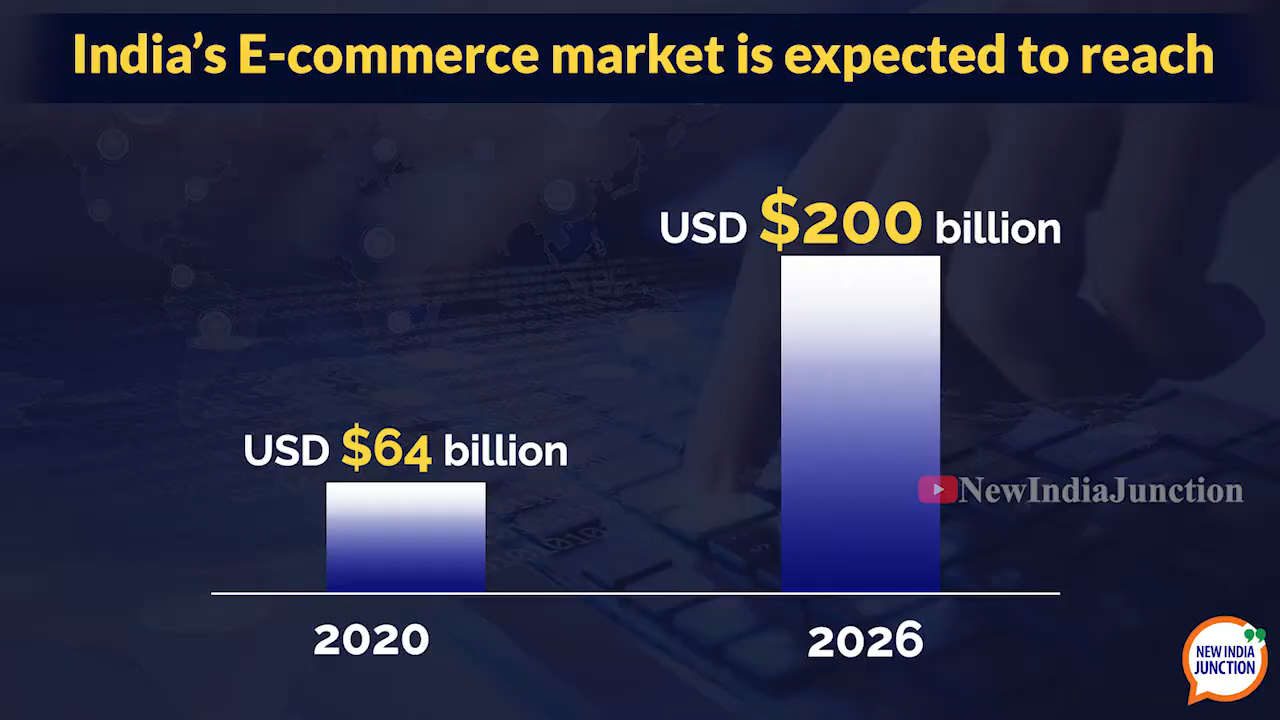 India’s E-commerce market is expected to reach
USD $200 billion
USD $64 billion
NewIndiaJunction
2020
2026
NEW INDIA
JUNCTION